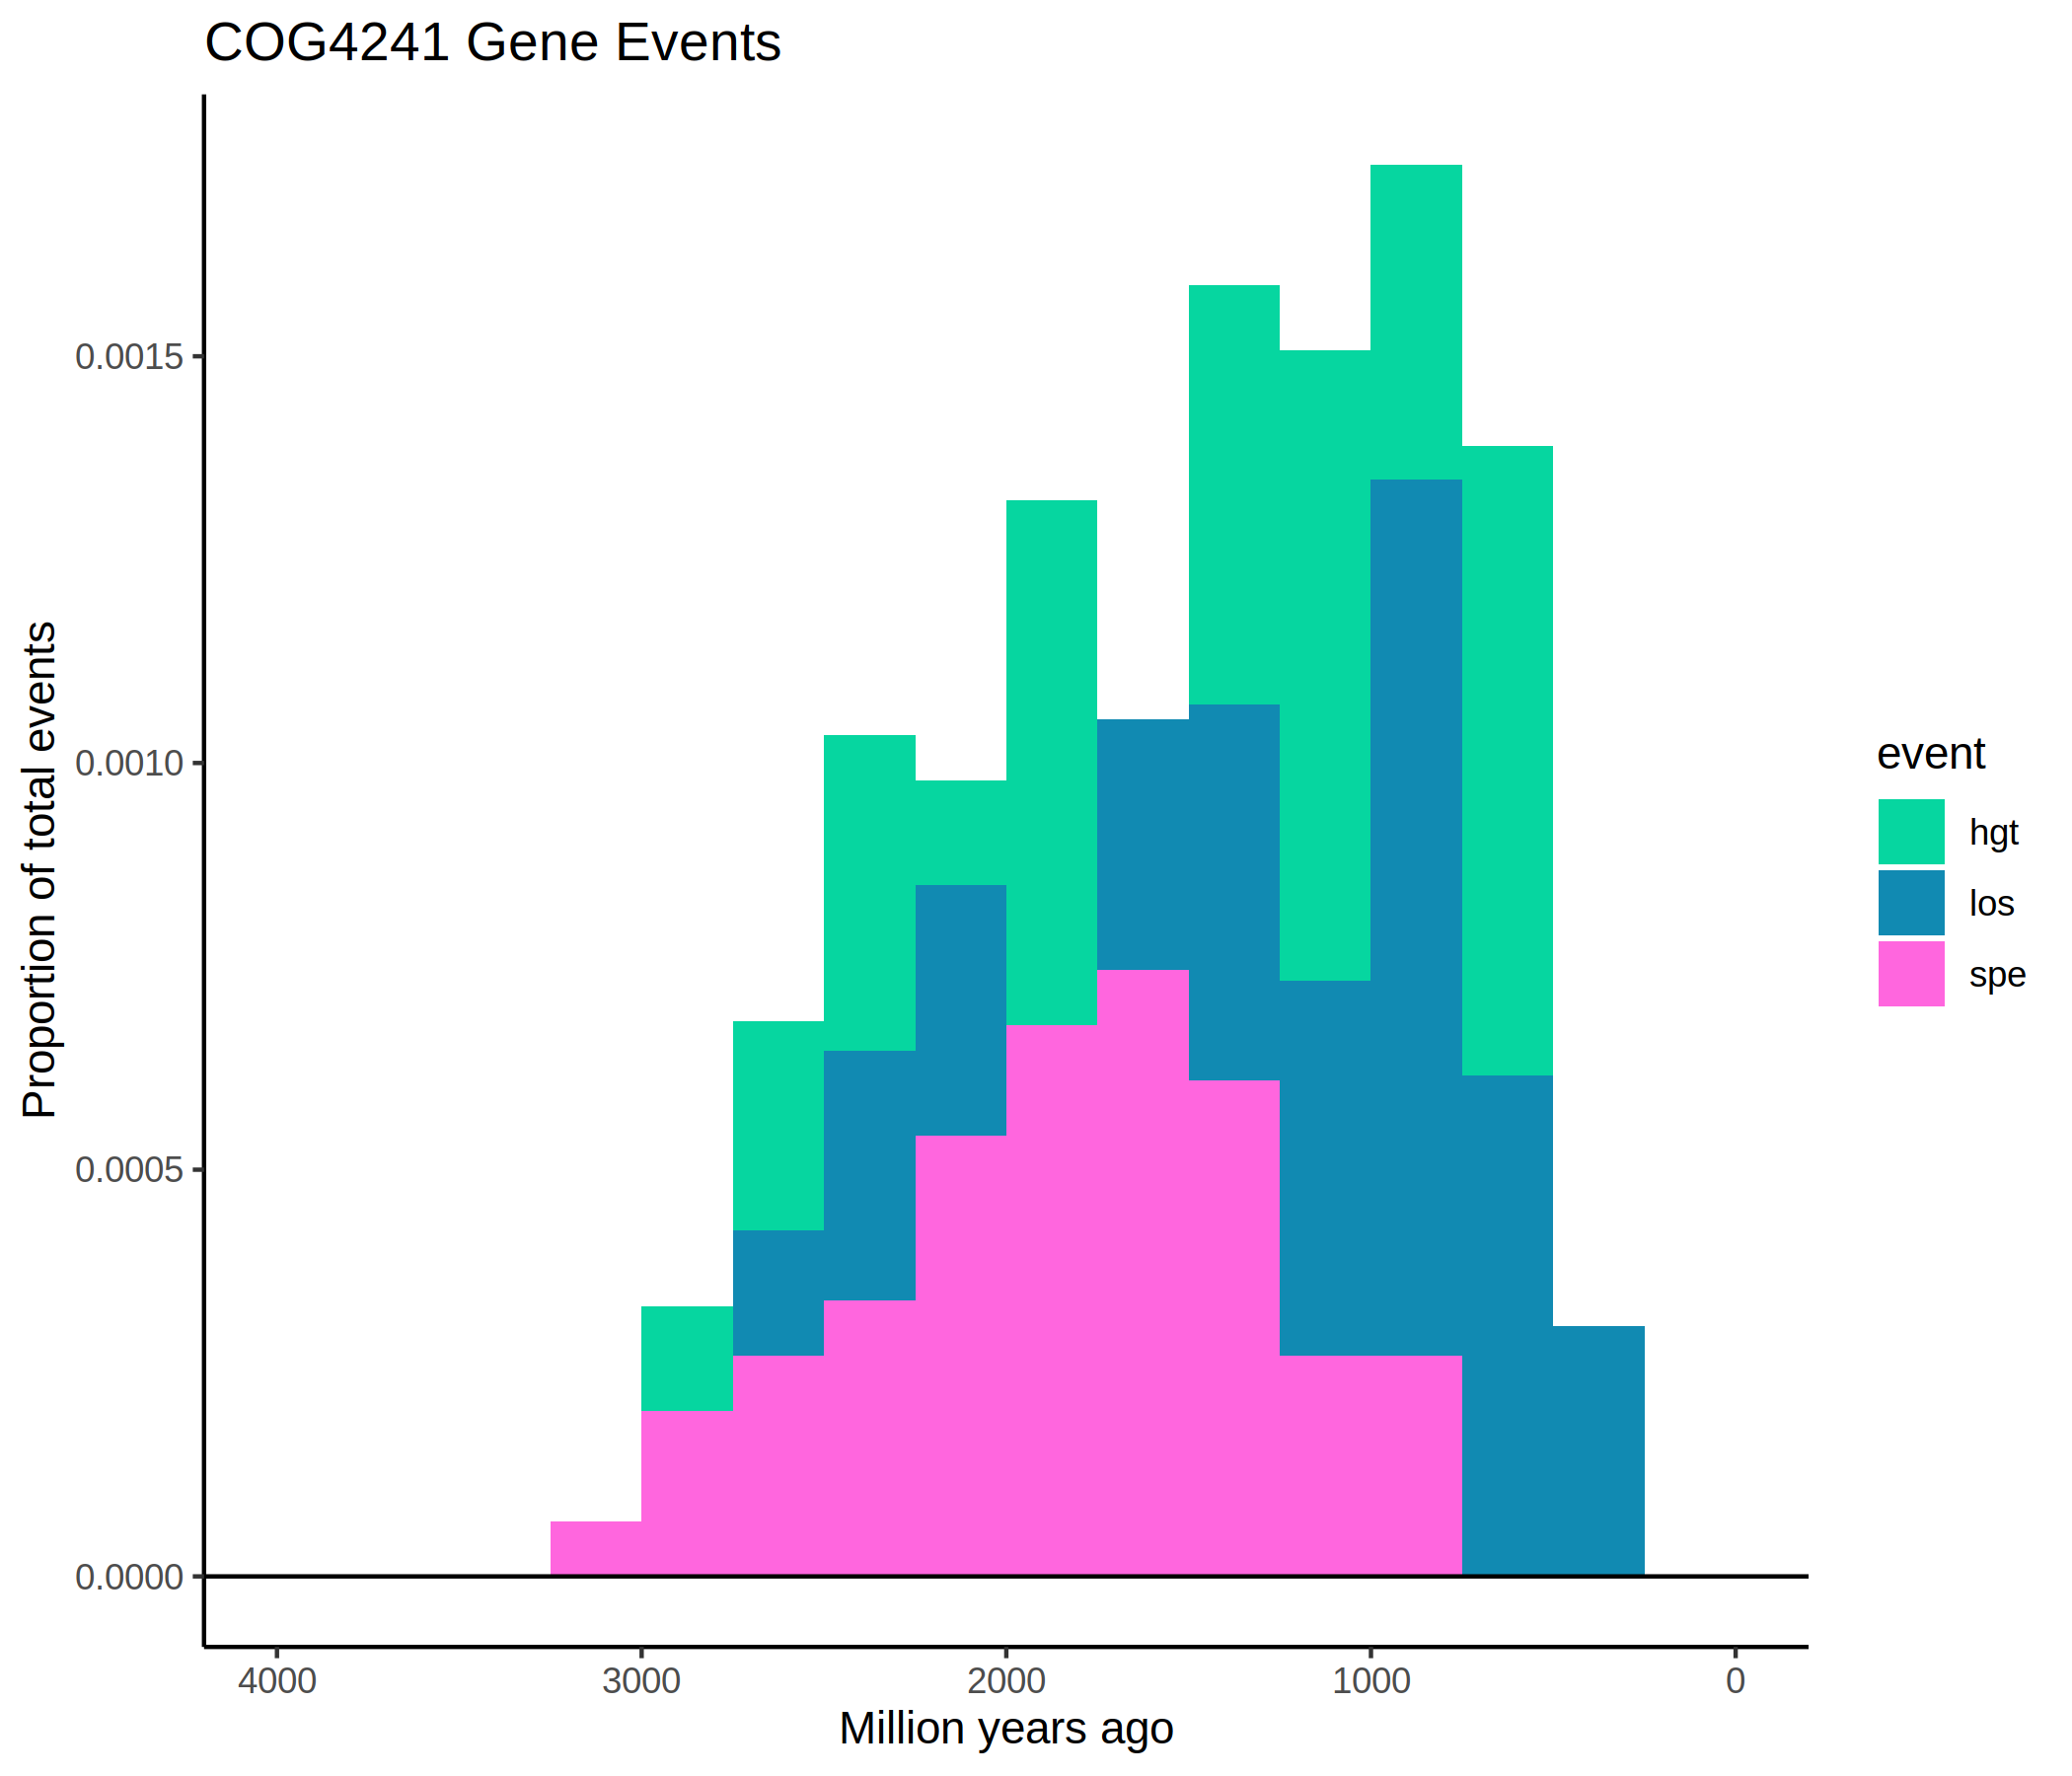 COG4241 Gene Events
Proportion of total events
0.0015
0.0010
0.0005
0.0000
4000 3000 2000 1000 0
Million years ago
event
hgt
los
spe